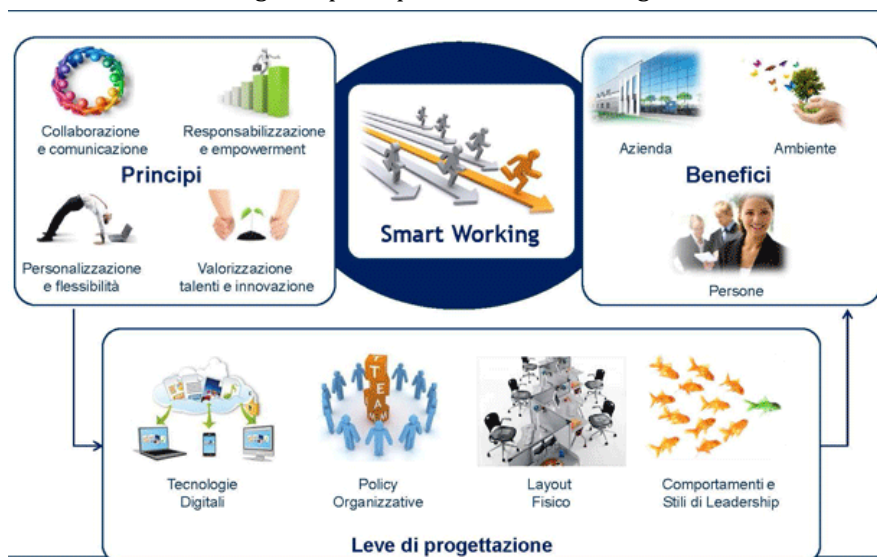 Collaborazione
e comunicazione
Responsabilizzazione
e empowerment
Principi
Personalizzazione
e flessibilità
Valorizzazione
talenti e innovazione
Smart Working
Azienda
Ambiente
Benefici
Persone
TEAM
Tecnologie
Digitali
Policy
Organizzative
Layout
Fisico
Comportamenti e
Stili di Leadership
Leve di progettazione